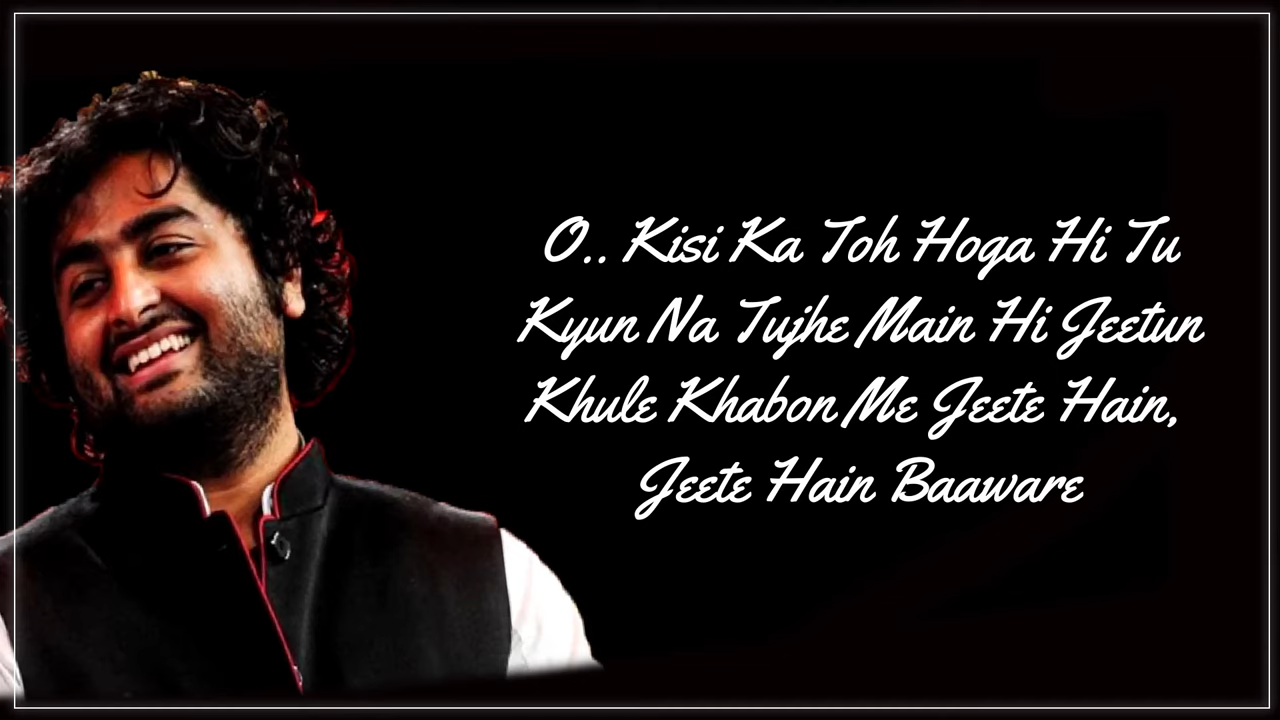 O.. Kisi Ka Toh Hoga Hi Tu
Kyun Na Tujhe Main Hi Jeetun
Khule Khabon Me Jeete Hain,
Jeete Hain Baaware